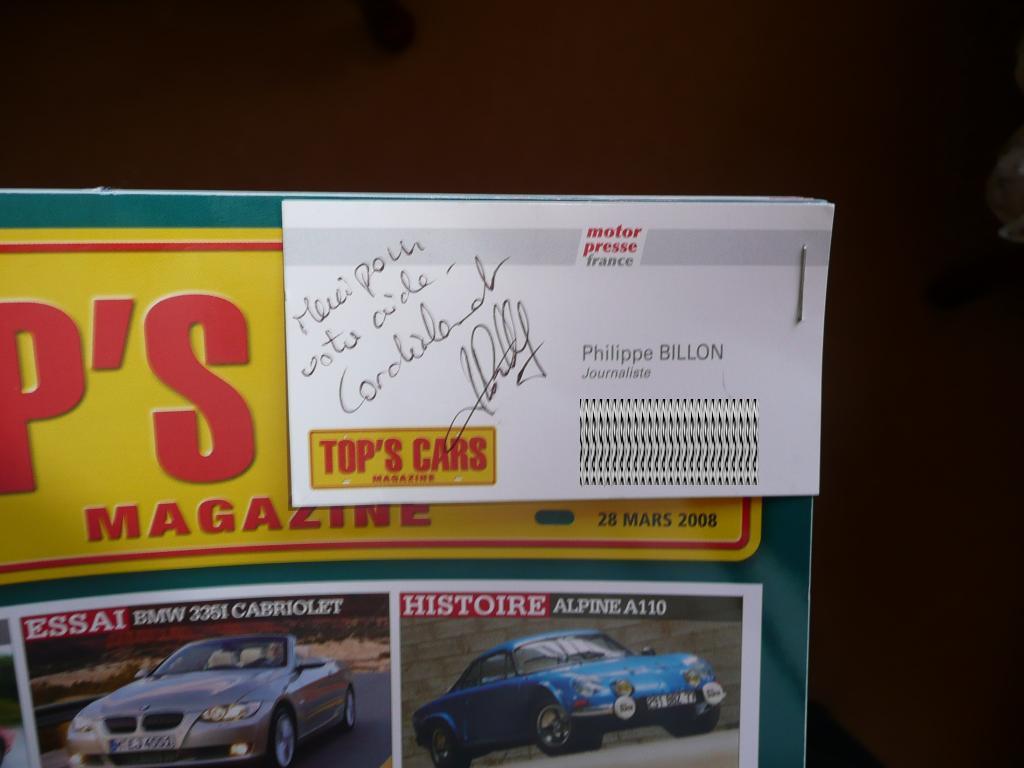 motor
presse
france
Merci pour
votre aide -
Cordialement
Philippe BILLON
Journaliste
TOP'S CARS
MAGAZINE
P'S
MAGAZINE
28 MARS 2008
ESSAI BMW 335I CABRIOLET
HISTOIRE ALPINE A110